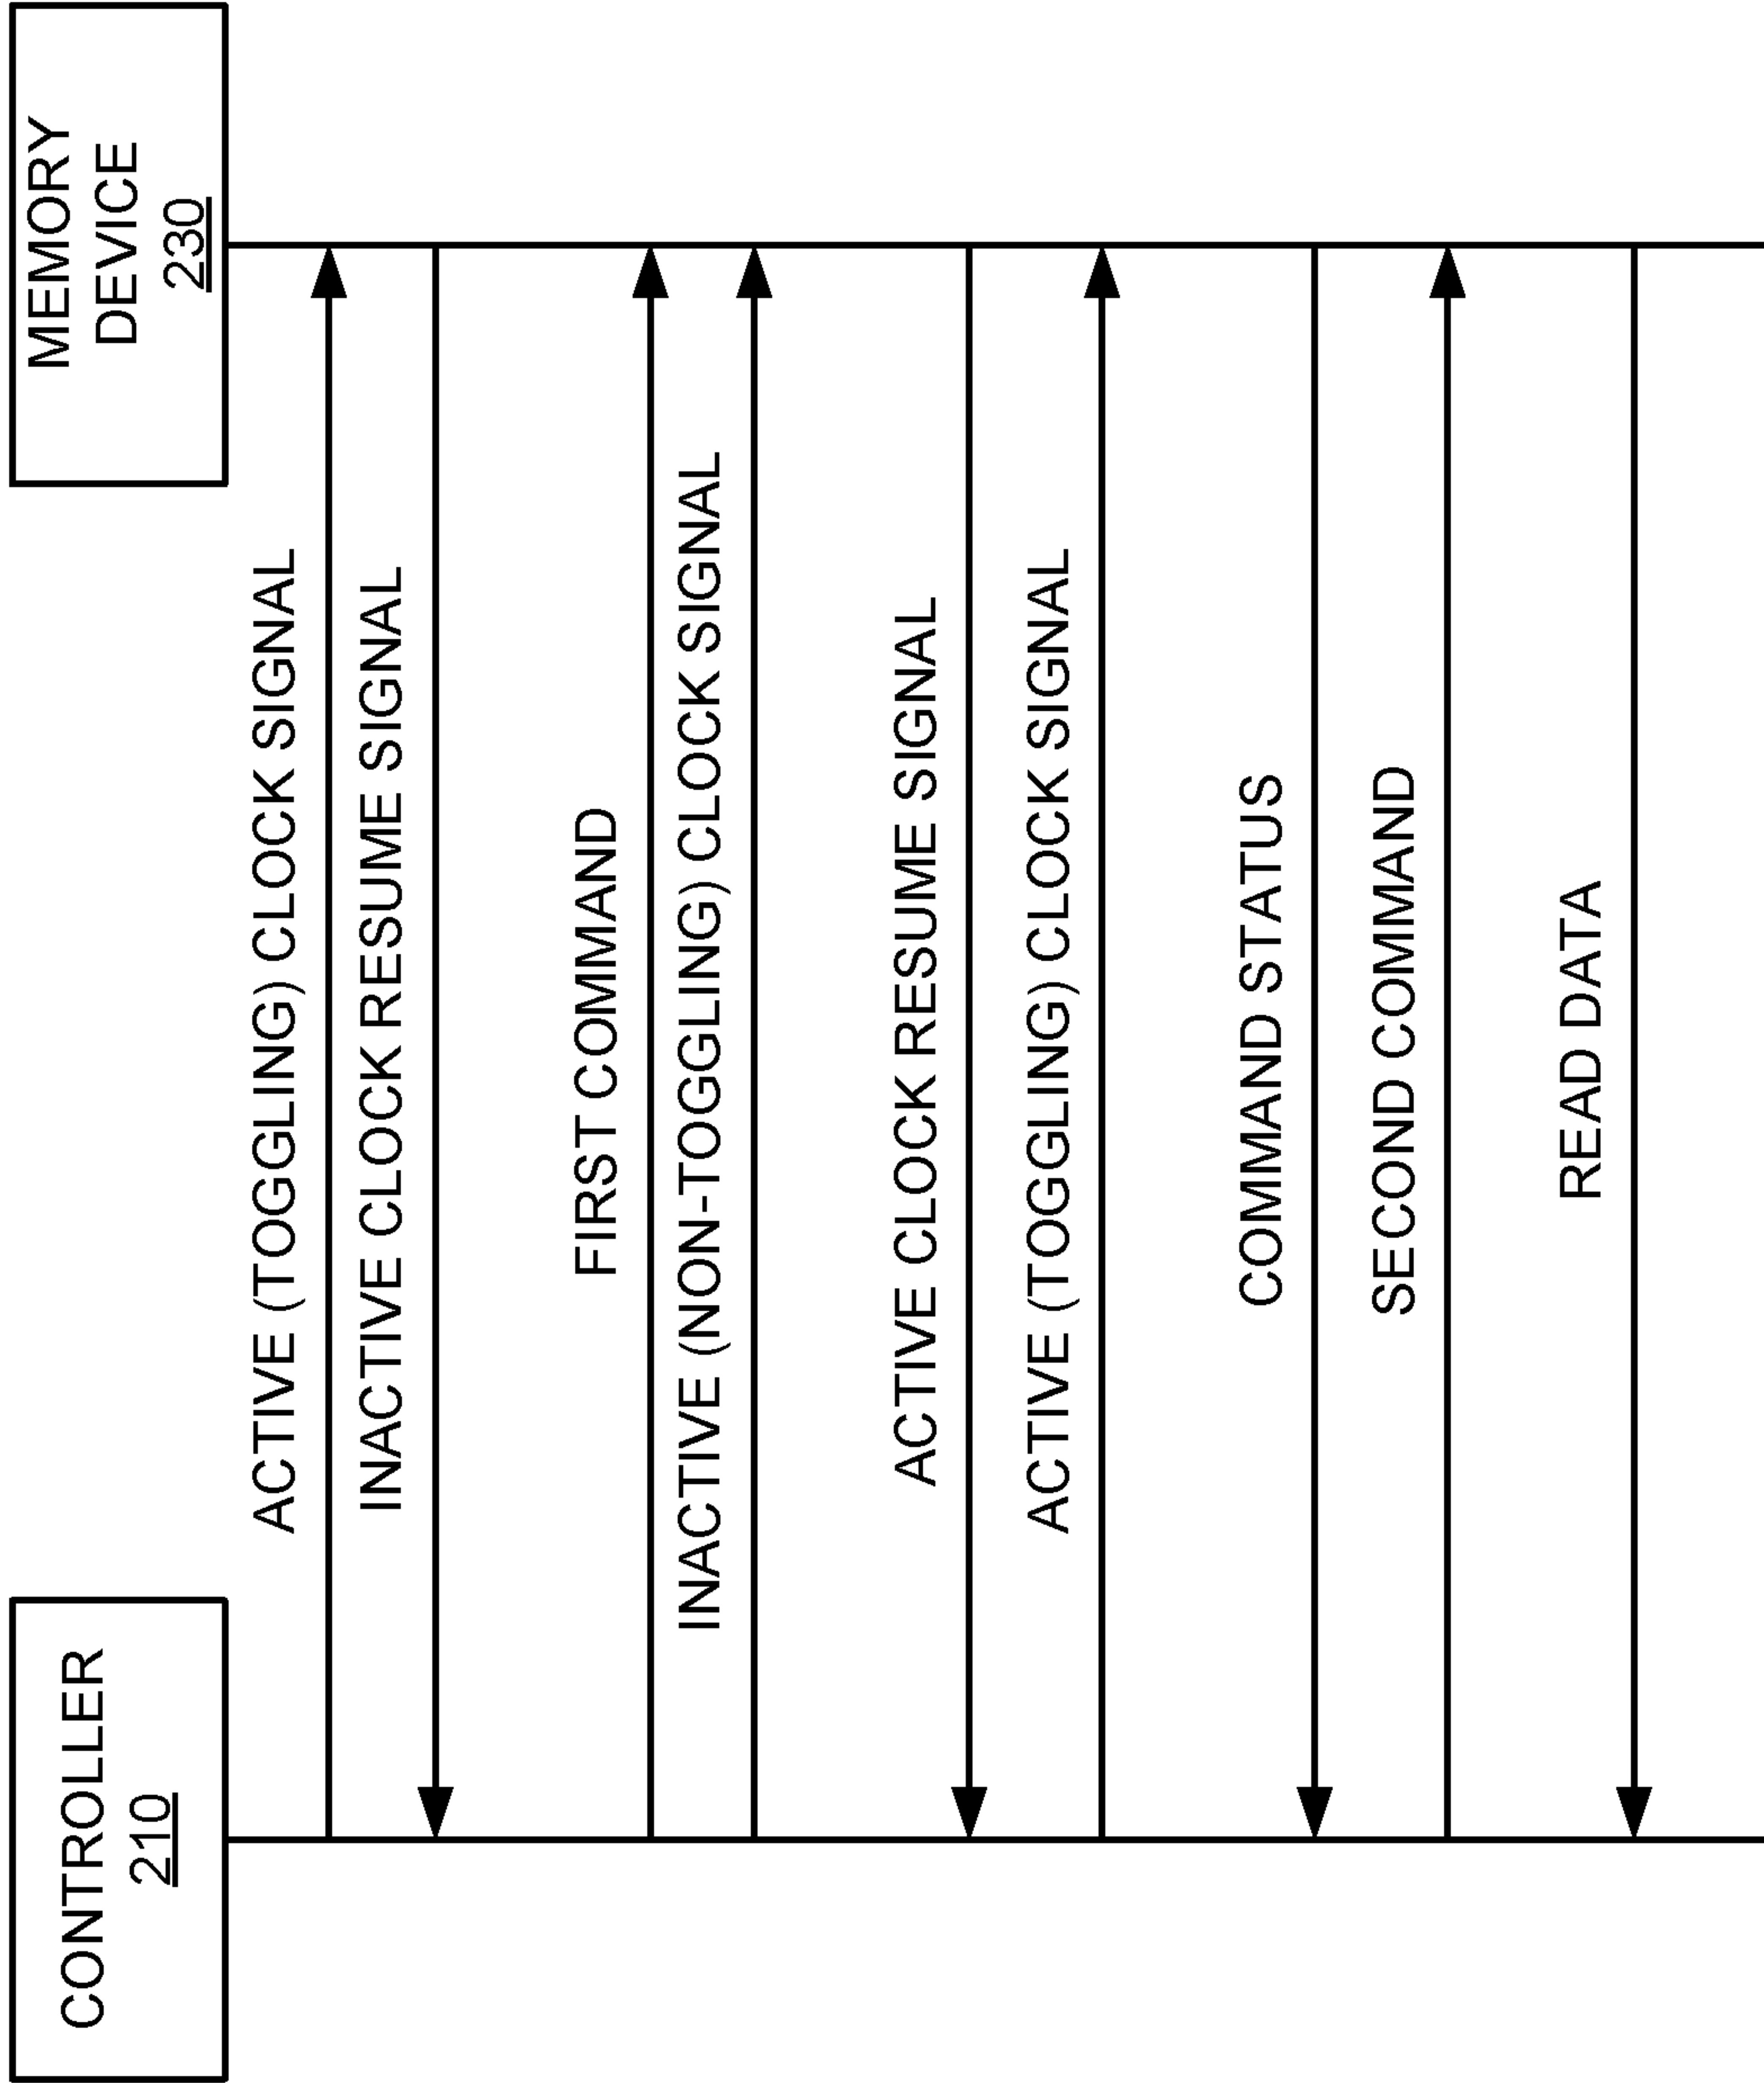 CONTROLLER
210
MEMORY
DEVICE
230
ACTIVE (TOGGLING) CLOCK SIGNAL
INACTIVE CLOCK RESUME SIGNAL
FIRST COMMAND
INACTIVE (NON-TOGGLING) CLOCK SIGNAL
ACTIVE CLOCK RESUME SIGNAL
ACTIVE (TOGGLING) CLOCK SIGNAL
COMMAND STATUS
SECOND COMMAND
READ DATA